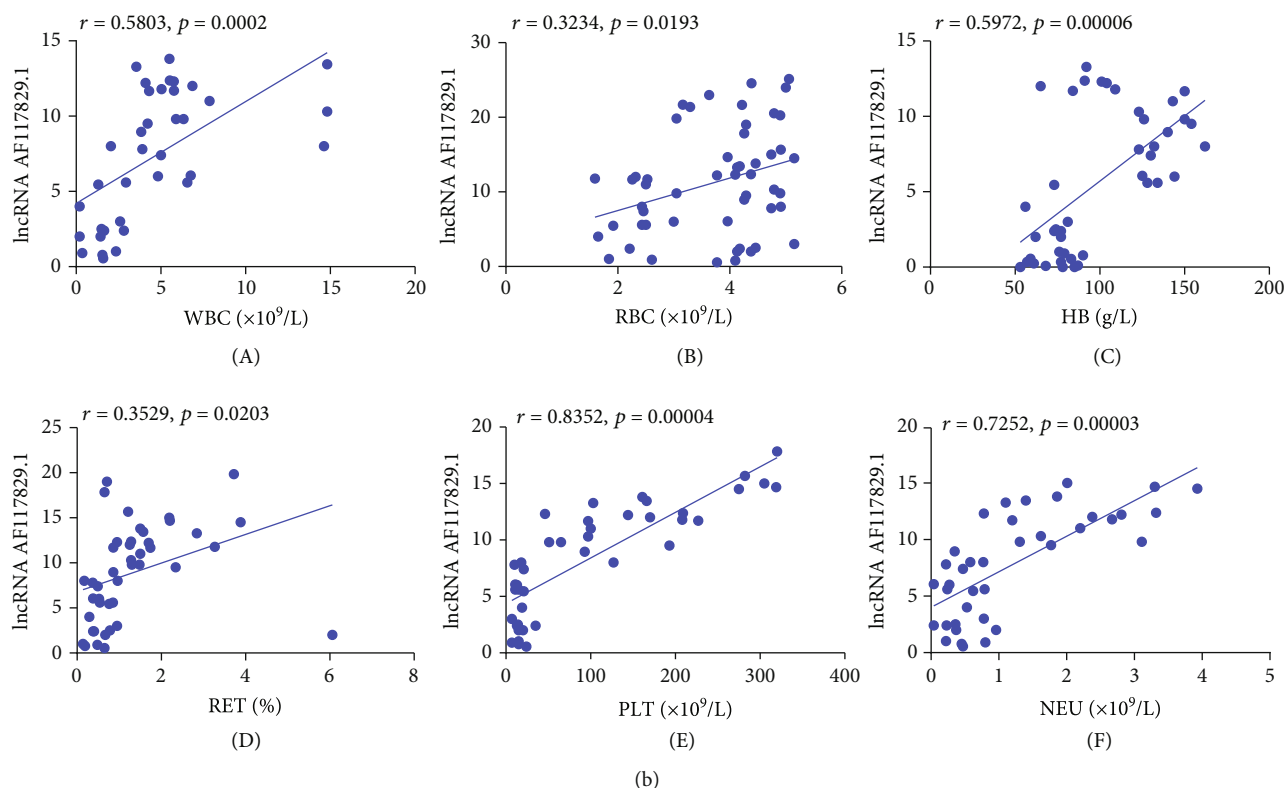 r = 0.5803, p = 0.0002
lncRNA AF117829.1
15
10
5
0
0 5 10 15 20
WBC (×10⁹/L)
(A)
r = 0.3234, p = 0.0193
lncRNA AF117829.1
30
20
10
0
2 4 6
RBC (×10⁹/L)
(B)
r = 0.5972, p = 0.00006
lncRNA AF117829.1
15
10
5
0
0 50 100 150 200
HB (g/L)
(C)
r = 0.3529, p = 0.0203
lncRNA AF117829.1
25
20
15
10
5
0
0 2 4 6 8
RET (%)
(D)
r = 0.8352, p = 0.00004
lncRNA AF117829.1
20
15
10
5
0
0 100 200 300 400
PLT (×10⁹/L)
(E)
r = 0.7252, p = 0.00003
lncRNA AF117829.1
20
15
10
5
0
0 1 2 3 4 5
NEU (×10⁹/L)
(F)
(b)